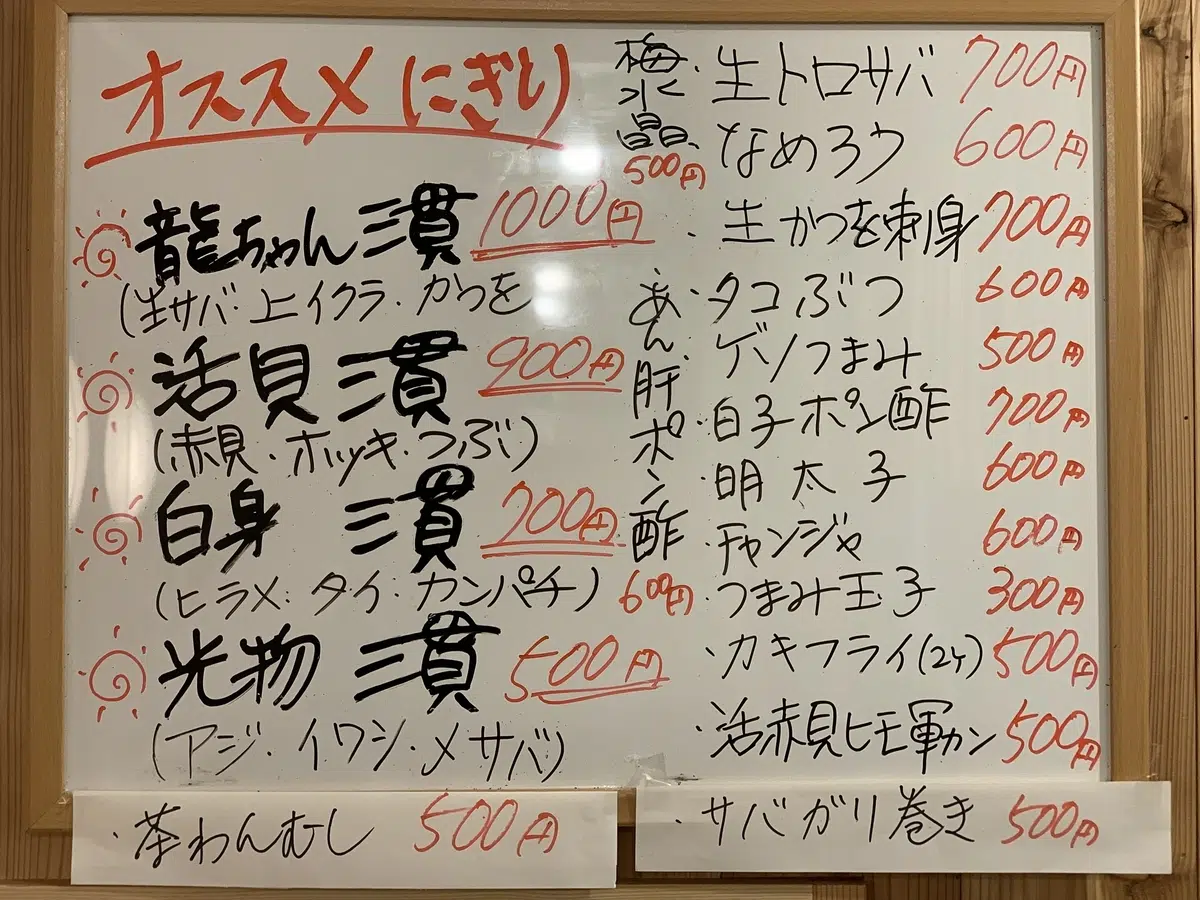 オススメ にぎり
龍ちゃん 三貫 1000円
(生サバ・上イクラ・かつを
活貝 三貫 900円
(赤貝・ホッキ・つぶ)
白身 三貫 700円
(ヒラメ・タイ・カンパチ)
光物 三貫 500円
(アジ・イワシ・〆サバ)
・茶わんむし 500円
梅水晶 500円
あん肝ポン酢 600円
・生トロサバ 700円
・なめろう 600円
・生かつを刺身 700円
・タコぶつ 600円
・ゲソつまみ 500円
・白子ポン酢 700円
・明太子 600円
・チャンジャ 600円
・つまみ玉子 300円
・カキフライ(2ヶ) 500円
・活赤貝ヒモ軍カン 500円
・サバガリ巻き 500円